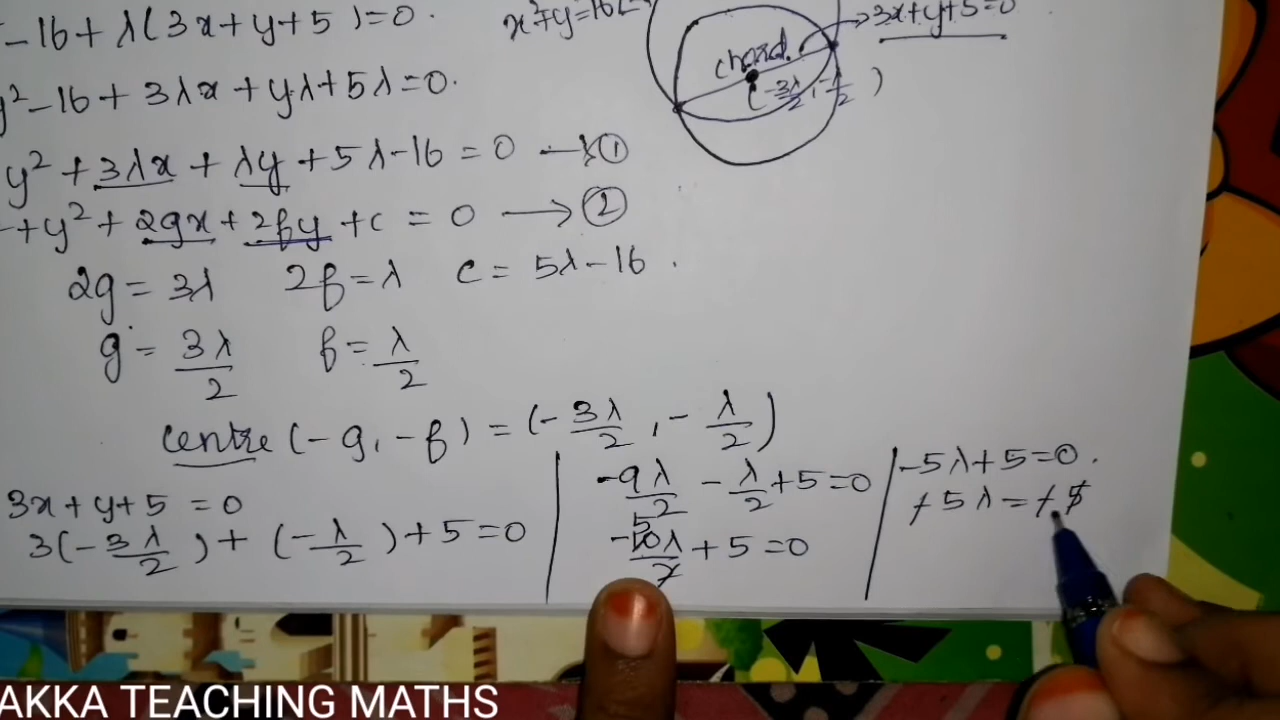 -16 + λ(3x+y+5)=0.
x²+y²=16
3x+y+5=0
chord.
(-3λ/2, -λ/2)
y²-16 + 3λx + yλ+5λ=0.
y² + 3λx + λy + 5λ-16 = 0 → ①
+y² + 2gx + 2fy + c = 0 → ②
2g = 3λ 2f = λ c = 5λ-16.
g = 3λ/2 f = λ/2
centre (-g, -f) = (-3λ/2, -λ/2)
3x + y + 5 = 0
3(-3λ/2) + (-λ/2) + 5 = 0
-9λ/2 - λ/2 + 5 = 0
-10λ/2 + 5 = 0
5
-5λ + 5 = 0.
-5λ = -5
AKKA TEACHING MATHS